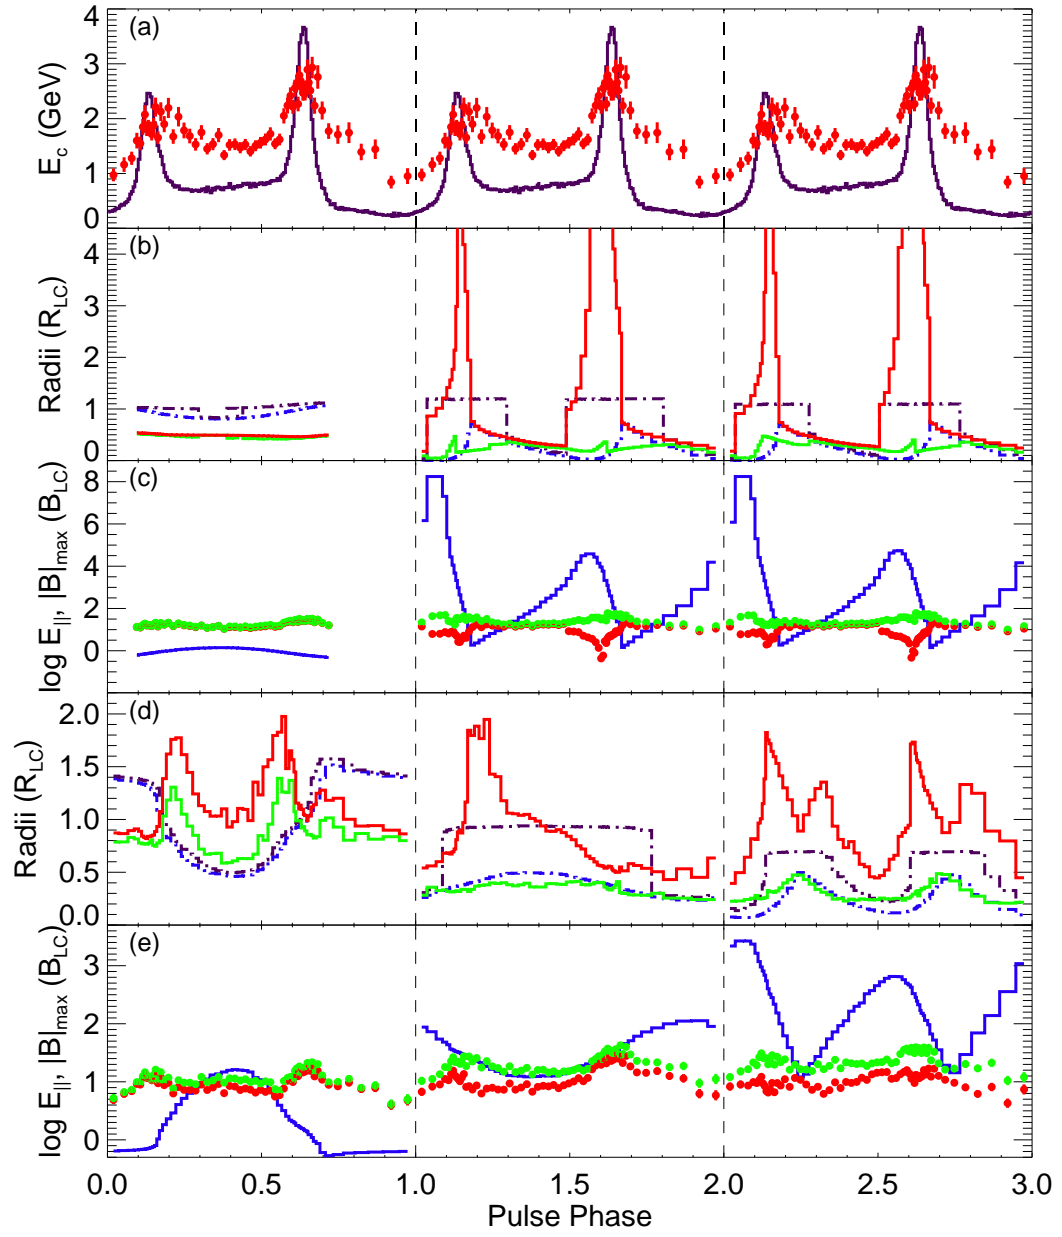 (a)
E_c (GeV)
4
3
2
1
0
(b)
Radii (R_LC)
4
3
2
1
0
(c)
log E_||, |B|_max (B_LC)
8
6
4
2
0
(d)
Radii (R_LC)
2.0
1.5
1.0
0.5
0.0
(e)
log E_||, |B|_max (B_LC)
3
2
1
0
0.0 0.5 1.0 1.5 2.0 2.5 3.0
Pulse Phase